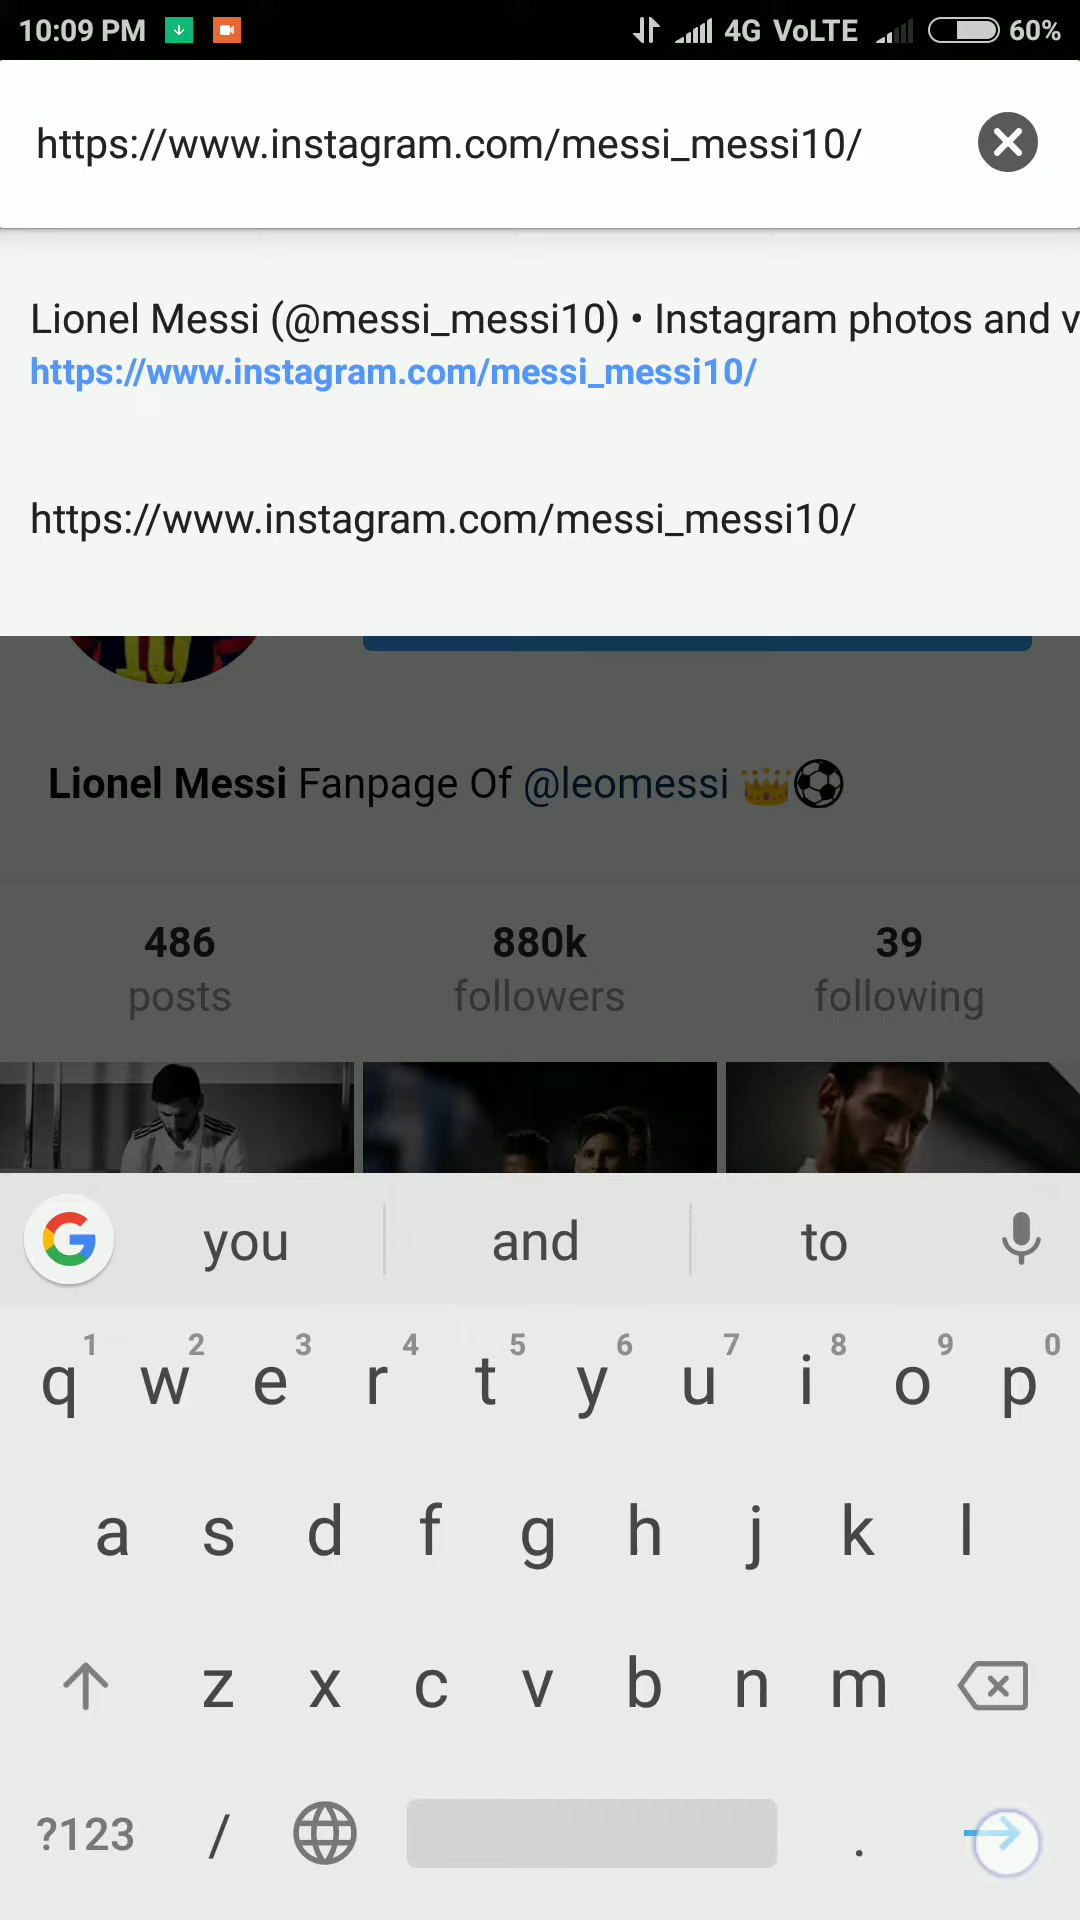 10:09 PM 4G VoLTE 60%
https://www.instagram.com/messi_messi10/
Lionel Messi (@messi_messi10) • Instagram photos and v
https://www.instagram.com/messi_messi10/
https://www.instagram.com/messi_messi10/
10
Lionel Messi Fanpage Of @leomessi 👑⚽
486 880k 39
posts followers following
G you and to
1 2 3 4 5 6 7 8 9 0
q w e r t y u i o p
a s d f g h j k l
z x c v b n m
?123 / .